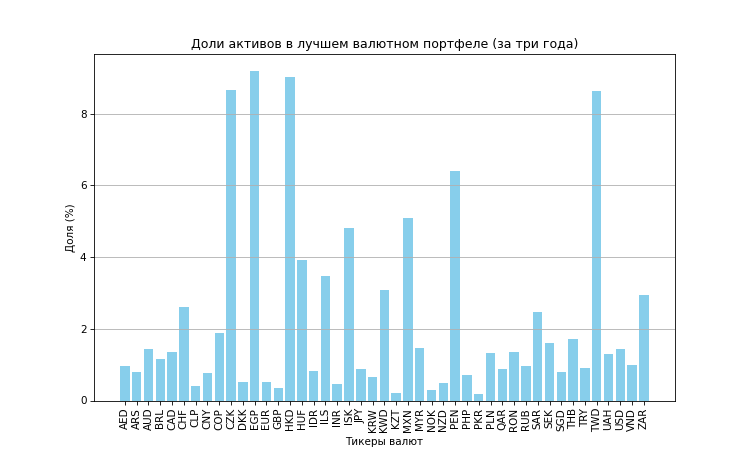 Доли активов в лучшем валютном портфеле (за три года)
Доля (%)
8
6
4
2
0
AED ARS AUD BRL CAD CHF CLP CNY COP CZK DKK EGP EUR GBP HKD HUF IDR ILS INR ISK JPY KRW KWD KZT MXN MYR NOK NZD PEN PHP PKR PLN QAR RON RUB SAR SEK SGD THB TRY TWD UAH USD VND ZAR
Тикеры валют